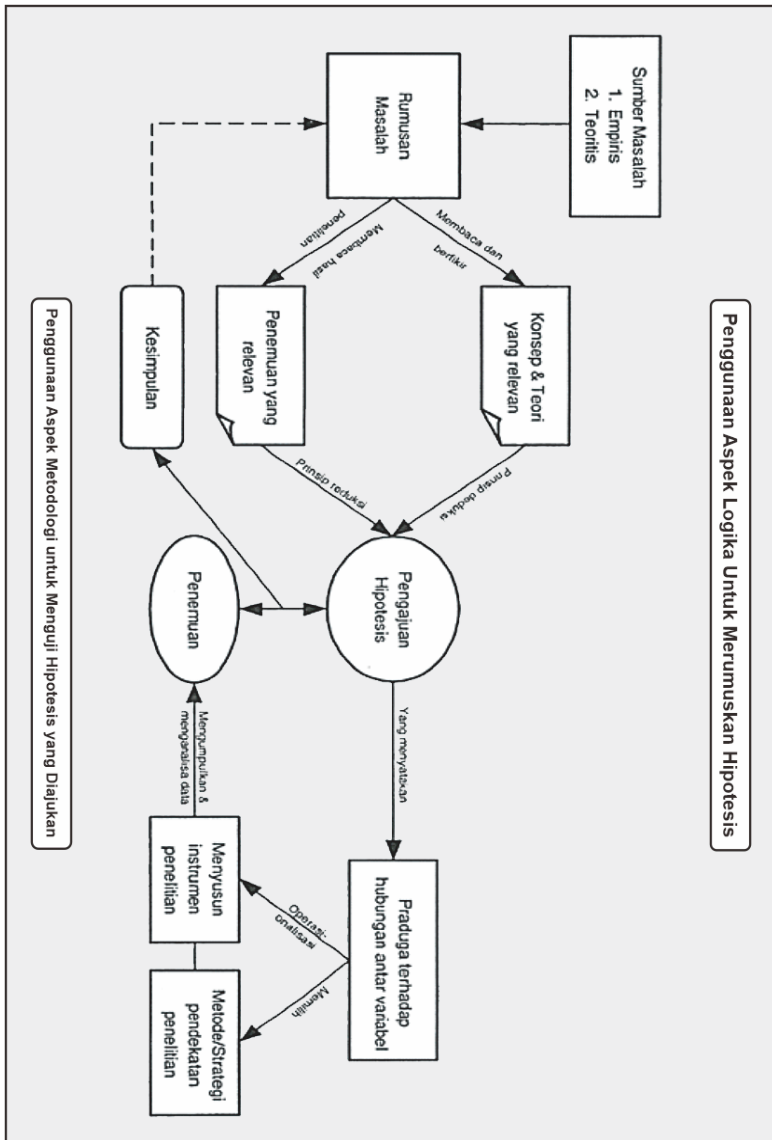 Penggunaan Aspek Logika Untuk Merumuskan Hipotesis
Sumber Masalah
1. Empiris
2. Teoritis
Rumusan
Masalah
Membaca dan
berfikir
Membaca hasil
penelitian
Konsep & Teori
yang relevan
Penemuan yang
relevan
Prinsip deduksi
Prinsip reduksi
Pengajuan
Hipotesis
Yang menyatakan
Praduga terhadap
hubungan antar variabel
Kesimpulan
Penemuan
Mengumpulkan &
menganalisa data
Menyusun
instrumen
penelitian
Operasi-
onalisasi
Memilih
Metode/Strategi
pendekatan
penelitian
Penggunaan Aspek Metodologi untuk Menguji Hipotesis yang Diajukan